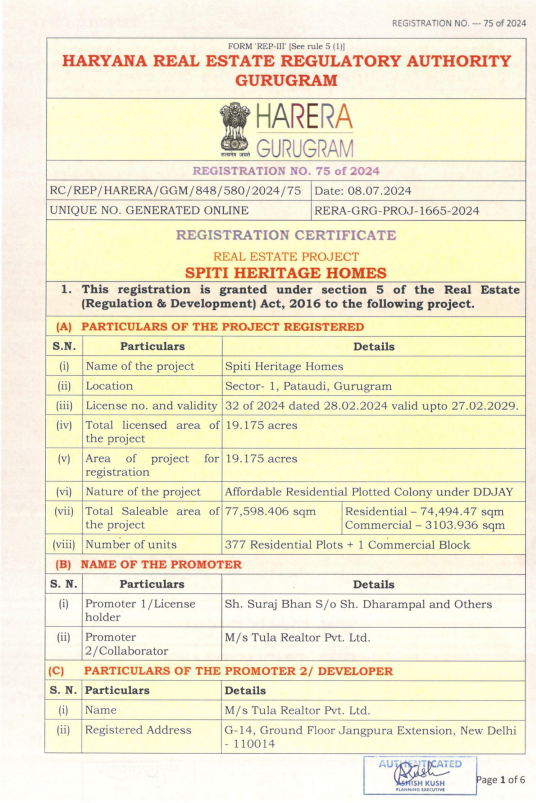 REGISTRATION NO. --- 75 of 2024
FORM 'REP-III' [See rule 5 (1)]
HARYANA REAL ESTATE REGULATORY AUTHORITY
GURUGRAM
सत्यमेव जयते
HARERA
GURUGRAM
REGISTRATION NO. 75 of 2024
RC/REP/HARERA/GGM/848/580/2024/75 Date: 08.07.2024
UNIQUE NO. GENERATED ONLINE RERA-GRG-PROJ-1665-2024
REGISTRATION CERTIFICATE
REAL ESTATE PROJECT
SPITI HERITAGE HOMES
1. This registration is granted under section 5 of the Real Estate
(Regulation & Development) Act, 2016 to the following project.
(A) PARTICULARS OF THE PROJECT REGISTERED
S.N. Particulars Details
(i) Name of the project Spiti Heritage Homes
(ii) Location Sector- 1, Pataudi, Gurugram
(iii) License no. and validity 32 of 2024 dated 28.02.2024 valid upto 27.02.2029.
(iv) Total licensed area of 19.175 acres
the project
(v) Area of project for 19.175 acres
registration
(vi) Nature of the project Affordable Residential Plotted Colony under DDJAY
(vii) Total Saleable area of 77,598.406 sqm Residential – 74,494.47 sqm
the project Commercial – 3103.936 sqm
(viii) Number of units 377 Residential Plots + 1 Commercial Block
(B) NAME OF THE PROMOTER
S. N. Particulars Details
(i) Promoter 1/License Sh. Suraj Bhan S/o Sh. Dharampal and Others
holder
(ii) Promoter M/s Tula Realtor Pvt. Ltd.
2/Collaborator
(C) PARTICULARS OF THE PROMOTER 2/ DEVELOPER
S. N. Particulars Details
(i) Name M/s Tula Realtor Pvt. Ltd.
(ii) Registered Address G-14, Ground Floor Jangpura Extension, New Delhi
- 110014
AUTHENTICATED
ASHISH KUSH
PLANNING EXECUTIVE
Page 1 of 6